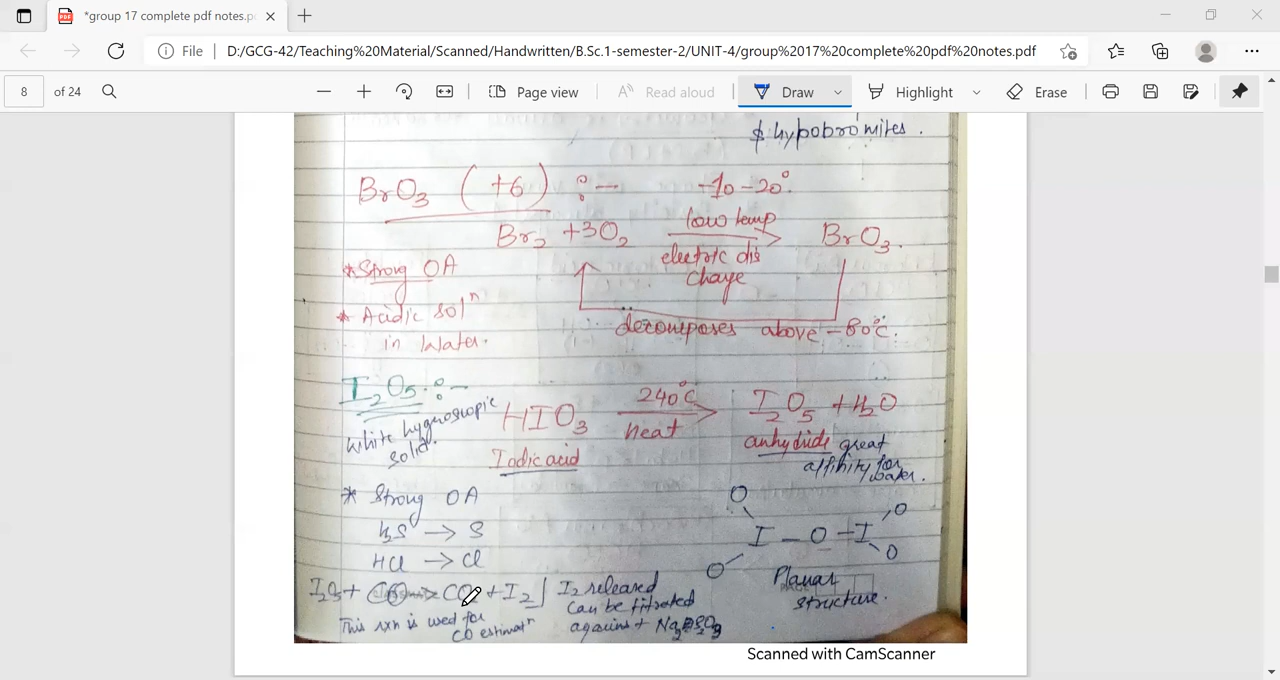 *group 17 complete pdf notes.p
File
D:/GCG-42/Teaching%20Material/Scanned/Handwritten/B.Sc.1-semester-2/UNIT-4/group%2017%20complete%20pdf%20notes.pdf
8 of 24
Page view
Read aloud
Draw
Highlight
Erase
& hypobromites.
BrO3 (+6) :-
-10-20°
Br2 + 3O2 low temp → BrO3.
electric dis
charge
* Strong OA
* Acidic solⁿ
in Water.
decomposes above -80°C.
I2O5 :-
White hygroscopic
solid.
HIO3 240°C → I2O5 + H2O
heat
Iodic acid
anhydride great
affinity for
water.
* Strong OA
H2S → S
HCl → Cl
O O
I - O - I
O O
Planar
structure.
I2O5 + CO → CO2 + I2
This rxn is used for
CO estimatⁿ
I2 released
can be titrated
against Na2S2O3
Scanned with CamScanner